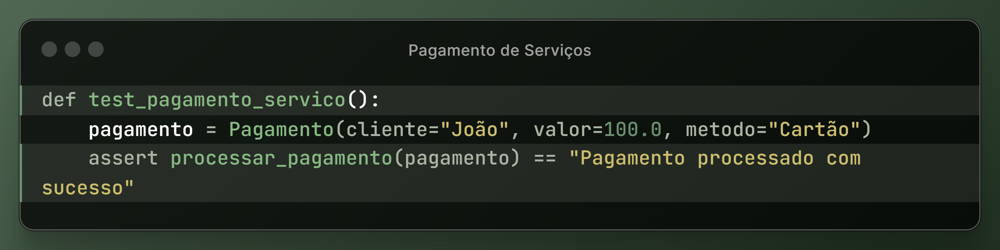 Pagamento de Serviços
def test_pagamento_servico():
    pagamento = Pagamento(cliente="João", valor=100.0, metodo="Cartão")
    assert processar_pagamento(pagamento) == "Pagamento processado com
sucesso"